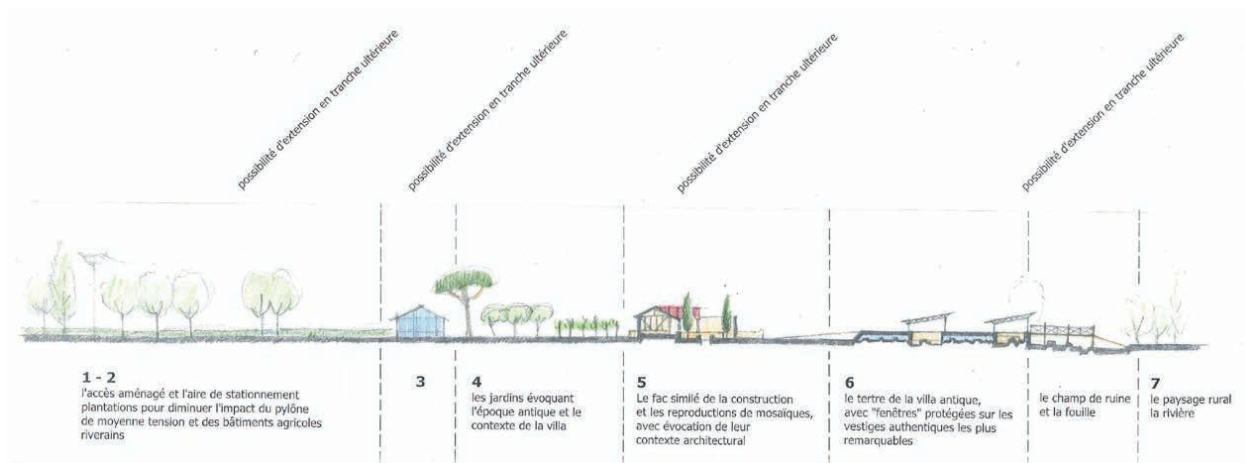 possibilité d'extension en tranche ultérieure
possibilité d'extension en tranche ultérieure
possibilité d'extension en tranche ultérieure
possibilité d'extension en tranche ultérieure
1 - 2
l'accès aménagé et l'aire de stationnement
plantations pour diminuer l'impact du pylône
de moyenne tension et des bâtiments agricoles
riverains
3
4
les jardins évoquant
l'époque antique et le
contexte de la villa
5
Le fac similé de la construction
et les reproductions de mosaïques,
avec évocation de leur
contexte architectural
6
le tertre de la villa antique,
avec "fenêtres" protégées sur les
vestiges authentiques les plus
remarquables
le champ de ruine
et la fouille
7
le paysage rural
la rivière